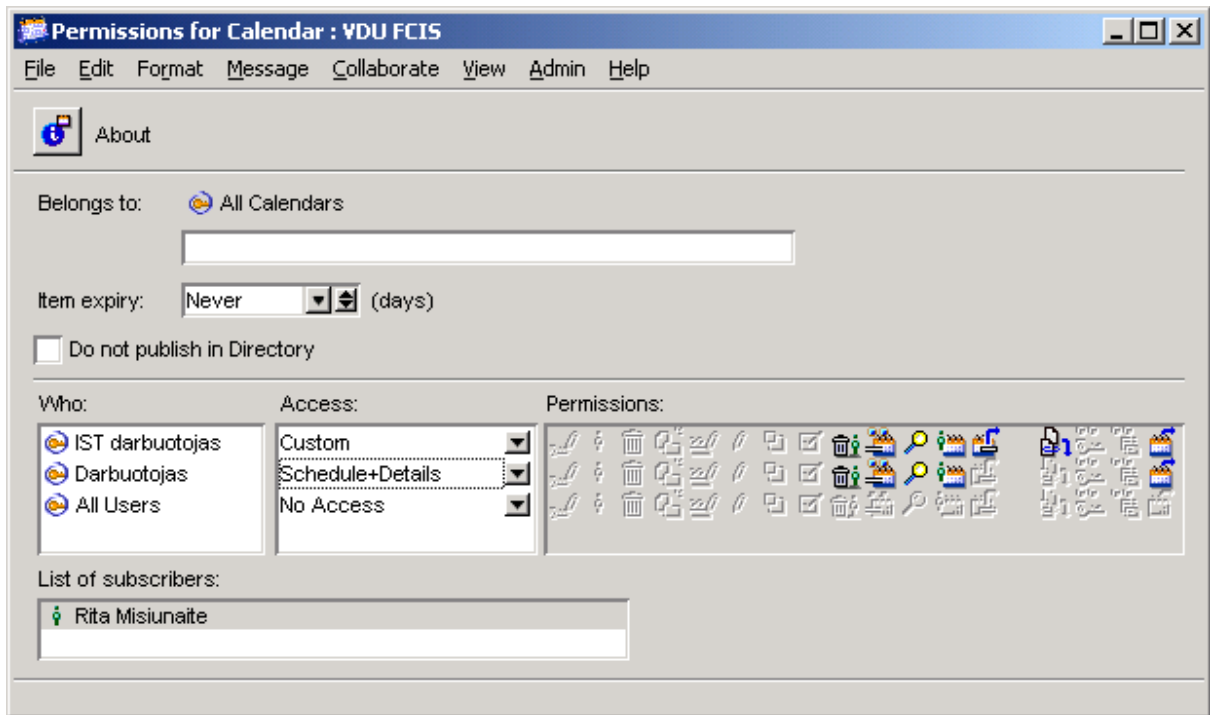 Permissions for Calendar : VDU FCIS
File Edit Format Message Collaborate View Admin Help
About
Belongs to: All Calendars
Item expiry: Never (days)
Do not publish in Directory
Who: Access: Permissions:
IST darbuotojas Custom
Darbuotojas Schedule+Details
All Users No Access
List of subscribers:
Rita Misiunaite